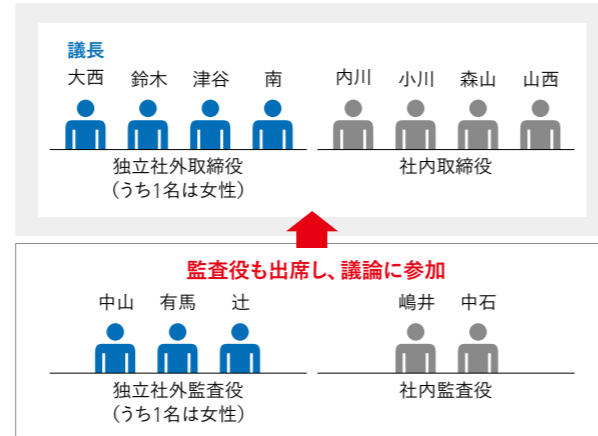 議長
大西 鈴木 津谷 南 内川 小川 森山 山西
独立社外取締役 社内取締役
(うち1名は女性)
監査役も出席し、議論に参加
中山 有馬 辻 嶋井 中石
独立社外監査役 社内監査役
(うち1名は女性)